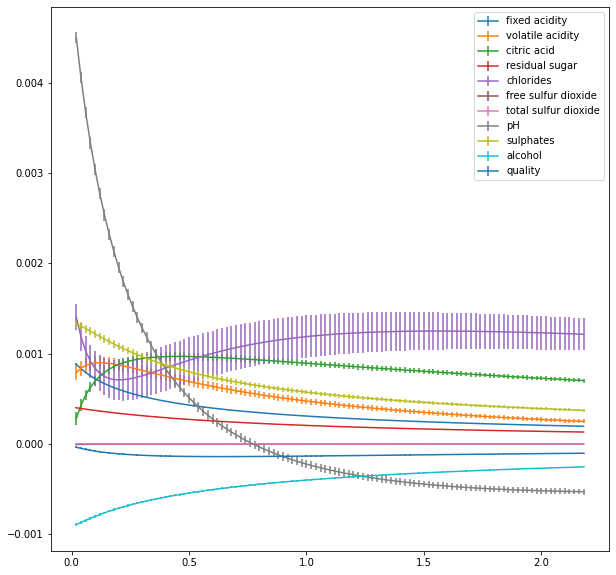 fixed acidity
volatile acidity
citric acid
residual sugar
chlorides
free sulfur dioxide
total sulfur dioxide
pH
sulphates
alcohol
quality
0.004
0.003
0.002
0.001
0.000
−0.001
0.0 0.5 1.0 1.5 2.0